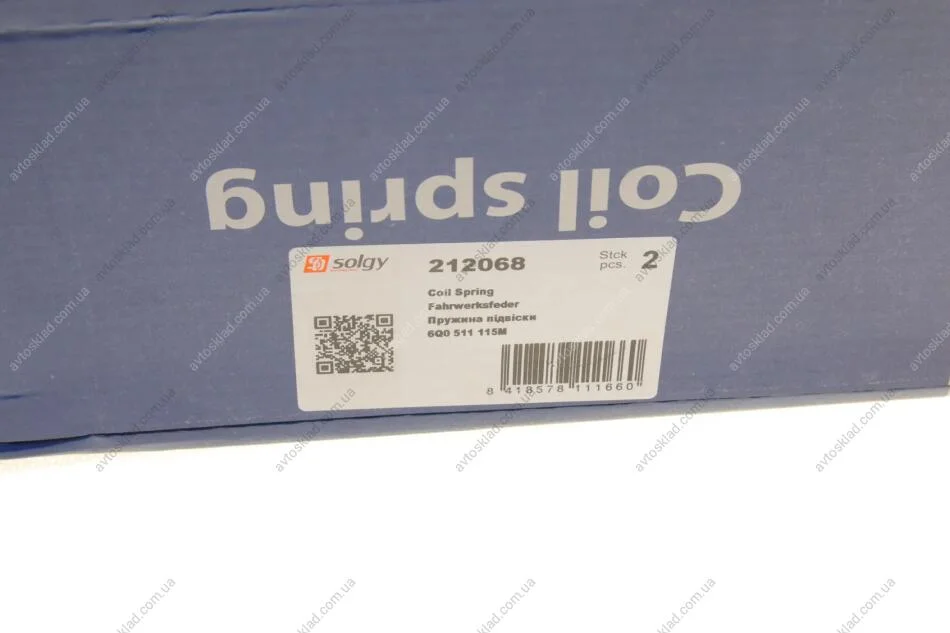 Coil spring
solgy
212068
Stck
pcs. 2
Coil Spring
Fahrwerksfeder
Пружина підвіски
6Q0 511 115M
8 418578 111660
avtosklad.com.ua